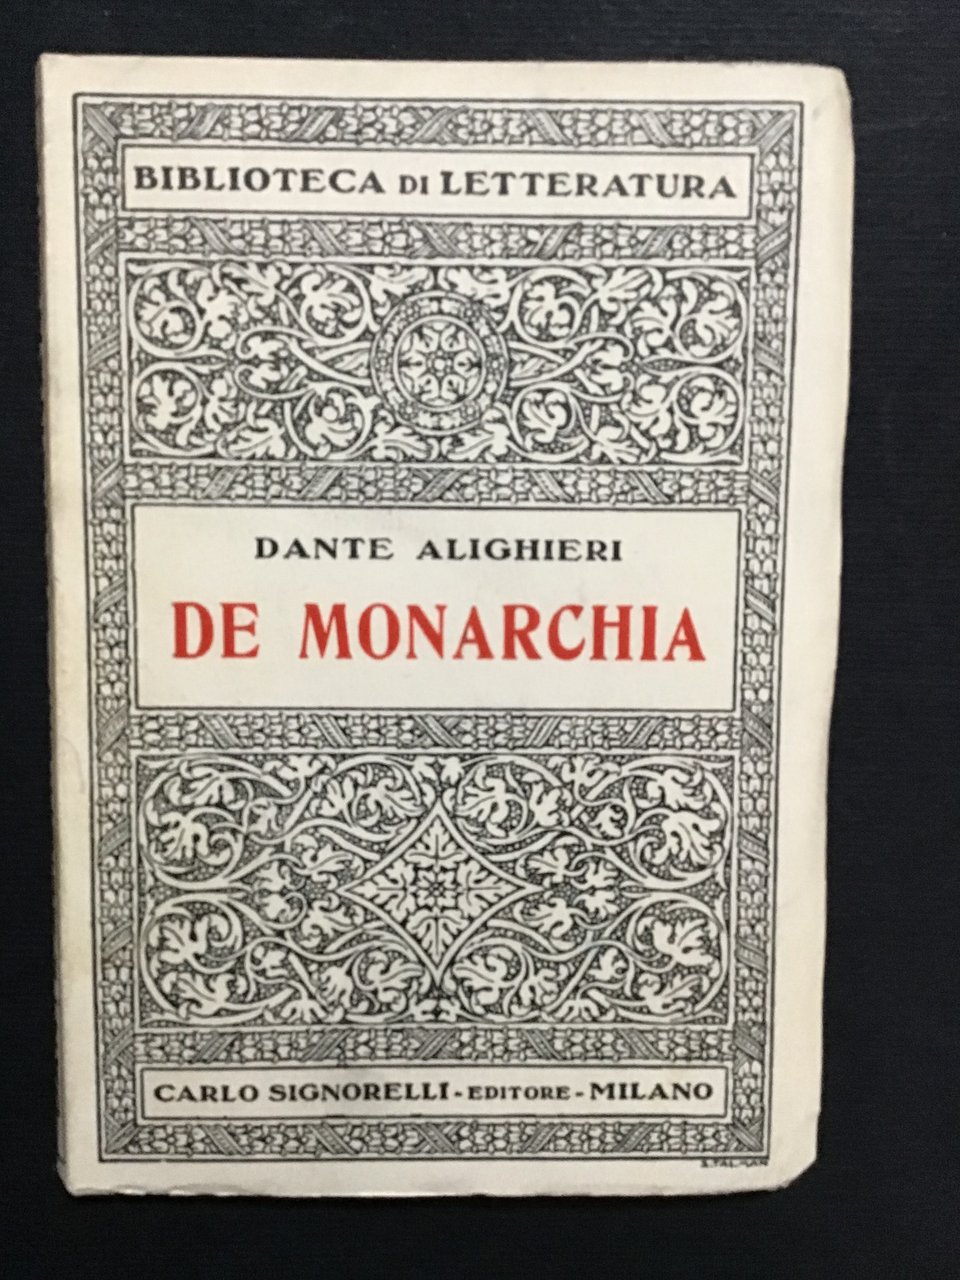 BIBLIOTECA DI LETTERATURA
DANTE ALIGHIERI
DE MONARCHIA
CARLO SIGNORELLI - EDITORE - MILANO